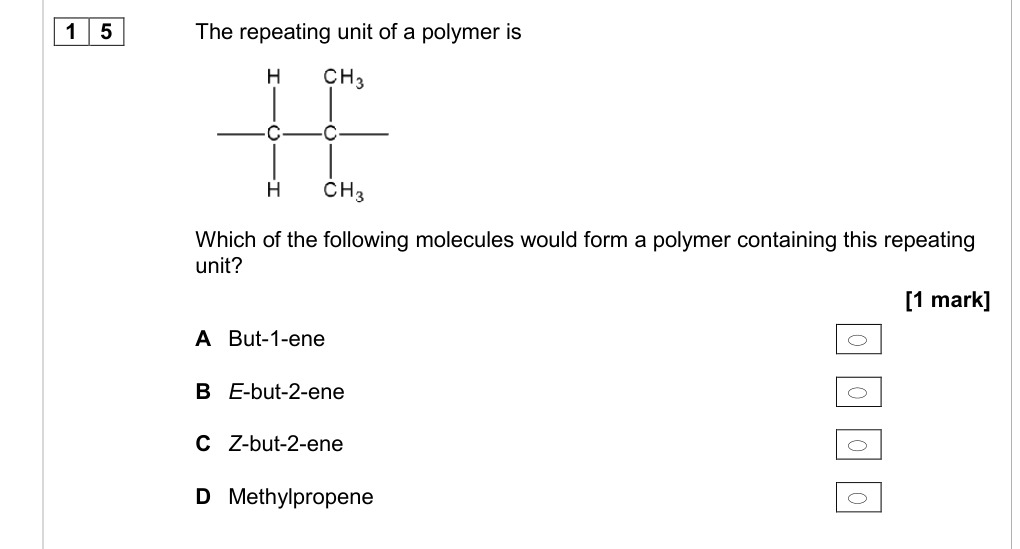 1 5 The repeating unit of a polymer is
H CH3
C C
H CH3
Which of the following molecules would form a polymer containing this repeating
unit?
[1 mark]
A But-1-ene
B E-but-2-ene
C Z-but-2-ene
D Methylpropene